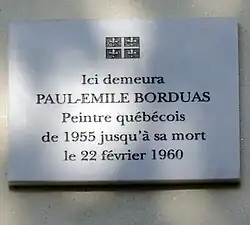 Ici demeura
PAUL-EMILE BORDUAS
Peintre québécois
de 1955 jusqu'à sa mort
le 22 février 1960